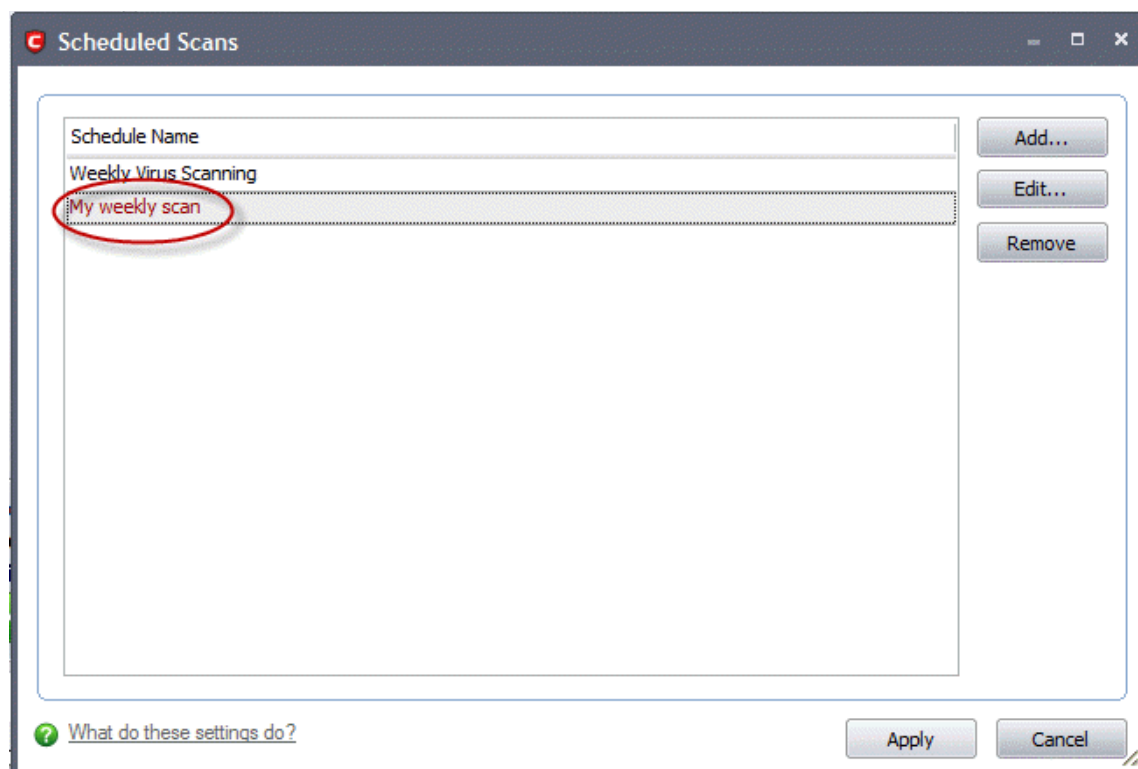 Scheduled Scans
Schedule Name
Weekly Virus Scanning
My weekly scan
Add...
Edit...
Remove
What do these settings do?
Apply
Cancel